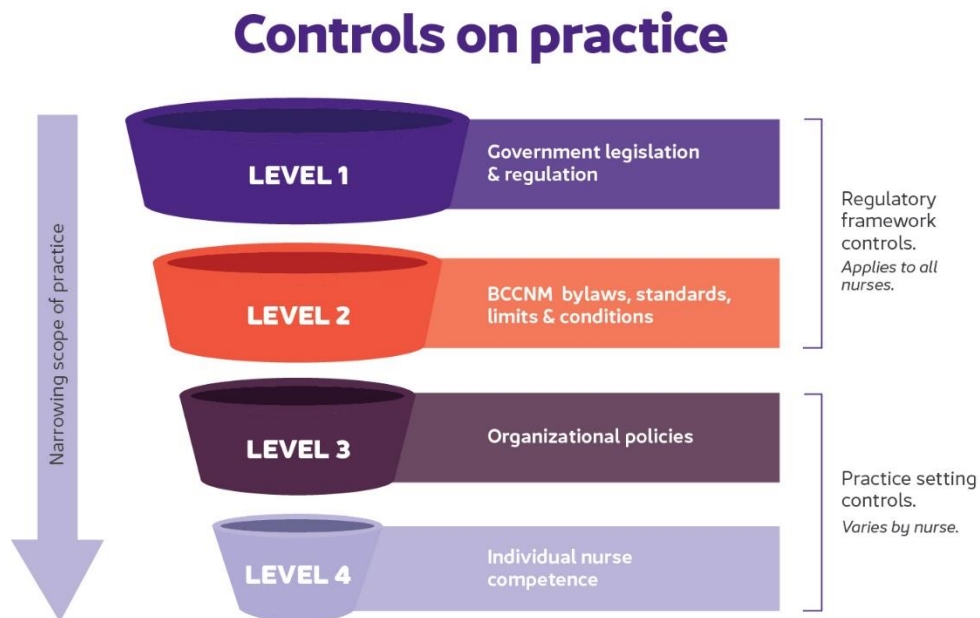 Controls on practice
Narrowing scope of practice
LEVEL 1
Government legislation
& regulation
LEVEL 2
BCCNM bylaws, standards,
limits & conditions
Regulatory
framework
controls.
Applies to all
nurses.
LEVEL 3
Organizational policies
LEVEL 4
Individual nurse
competence
Practice setting
controls.
Varies by nurse.